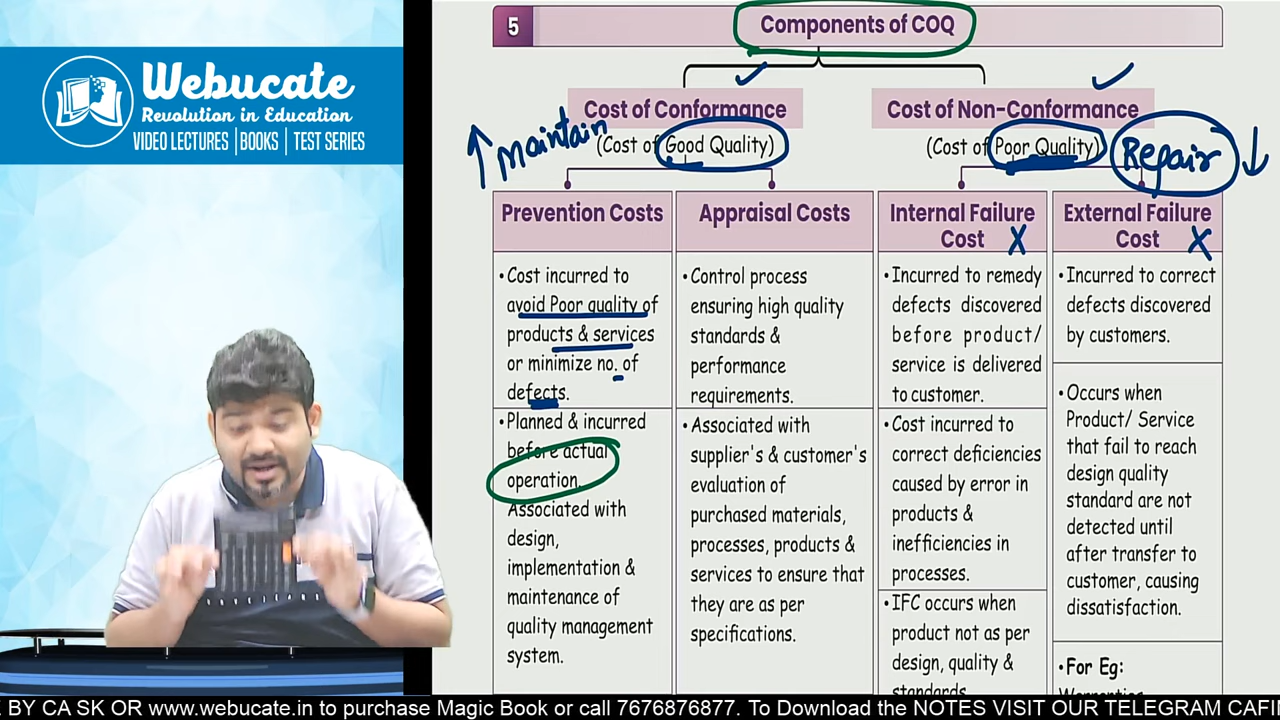 Webucate
Revolution in Education
VIDEO LECTURES | BOOKS | TEST SERIES
5
Components of COQ
Cost of Conformance
(Cost of Good Quality)
↑ Maintain
Cost of Non-Conformance
(Cost of Poor Quality)
Repair ↓
Prevention Costs
• Cost incurred to
avoid Poor quality of
products & services
or minimize no. of
defects.
• Planned & incurred
before actual
operation.
Associated with
design,
implementation &
maintenance of
quality management
system.
Appraisal Costs
• Control process
ensuring high quality
standards &
performance
requirements.
• Associated with
supplier's & customer's
evaluation of
purchased materials,
processes, products &
services to ensure that
they are as per
specifications.
Internal Failure
Cost X
• Incurred to remedy
defects discovered
before product/
service is delivered
to customer.
• Cost incurred to
correct deficiencies
caused by error in
products &
inefficiencies in
processes.
• IFC occurs when
product not as per
design, quality &
standards
External Failure
Cost X
• Incurred to correct
defects discovered
by customers.
• Occurs when
Product/ Service
that fail to reach
design quality
standard are not
detected until
after transfer to
customer, causing
dissatisfaction.
• For Eg:
Warranties
E BY CA SK OR www.webucate.in to purchase Magic Book or call 7676876877. To Download the NOTES VISIT OUR TELEGRAM CAFI